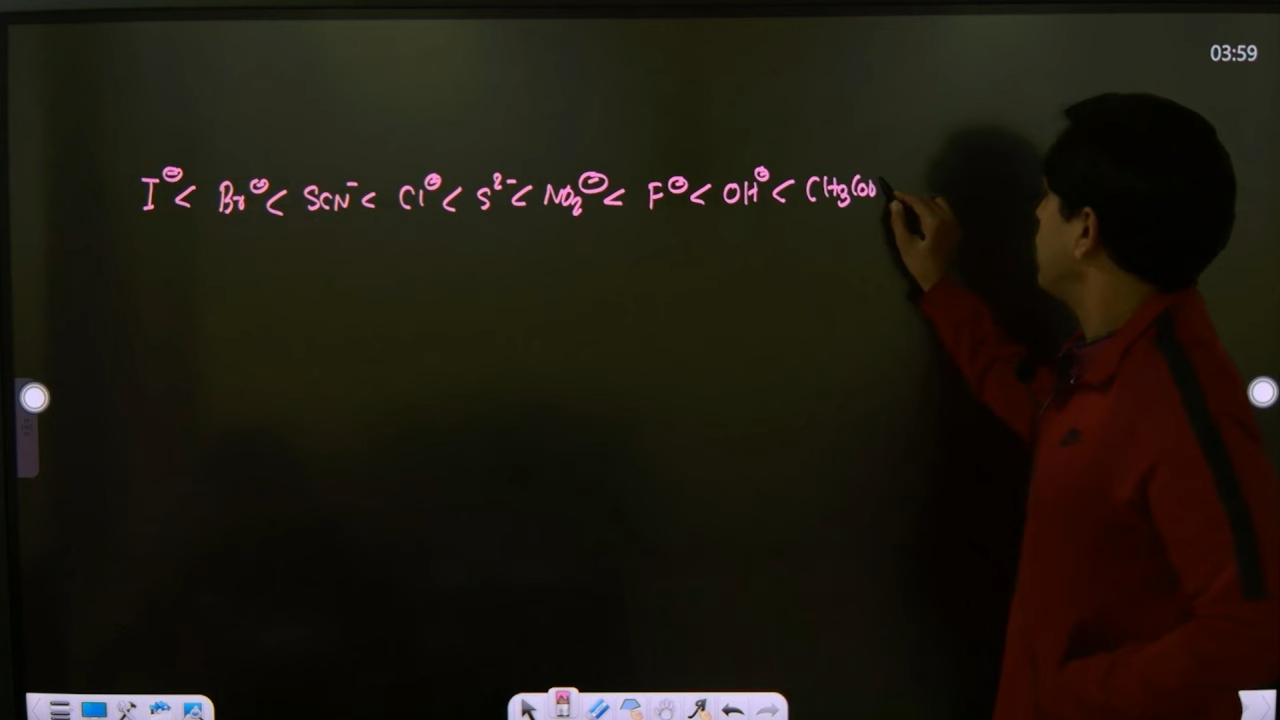 03:59
I⊖ < Br⊖ < SCN⁻ < Cl⊖ < S²⁻ < NO₂⊖ < F⊖ < OH⊖ < CH₃COO